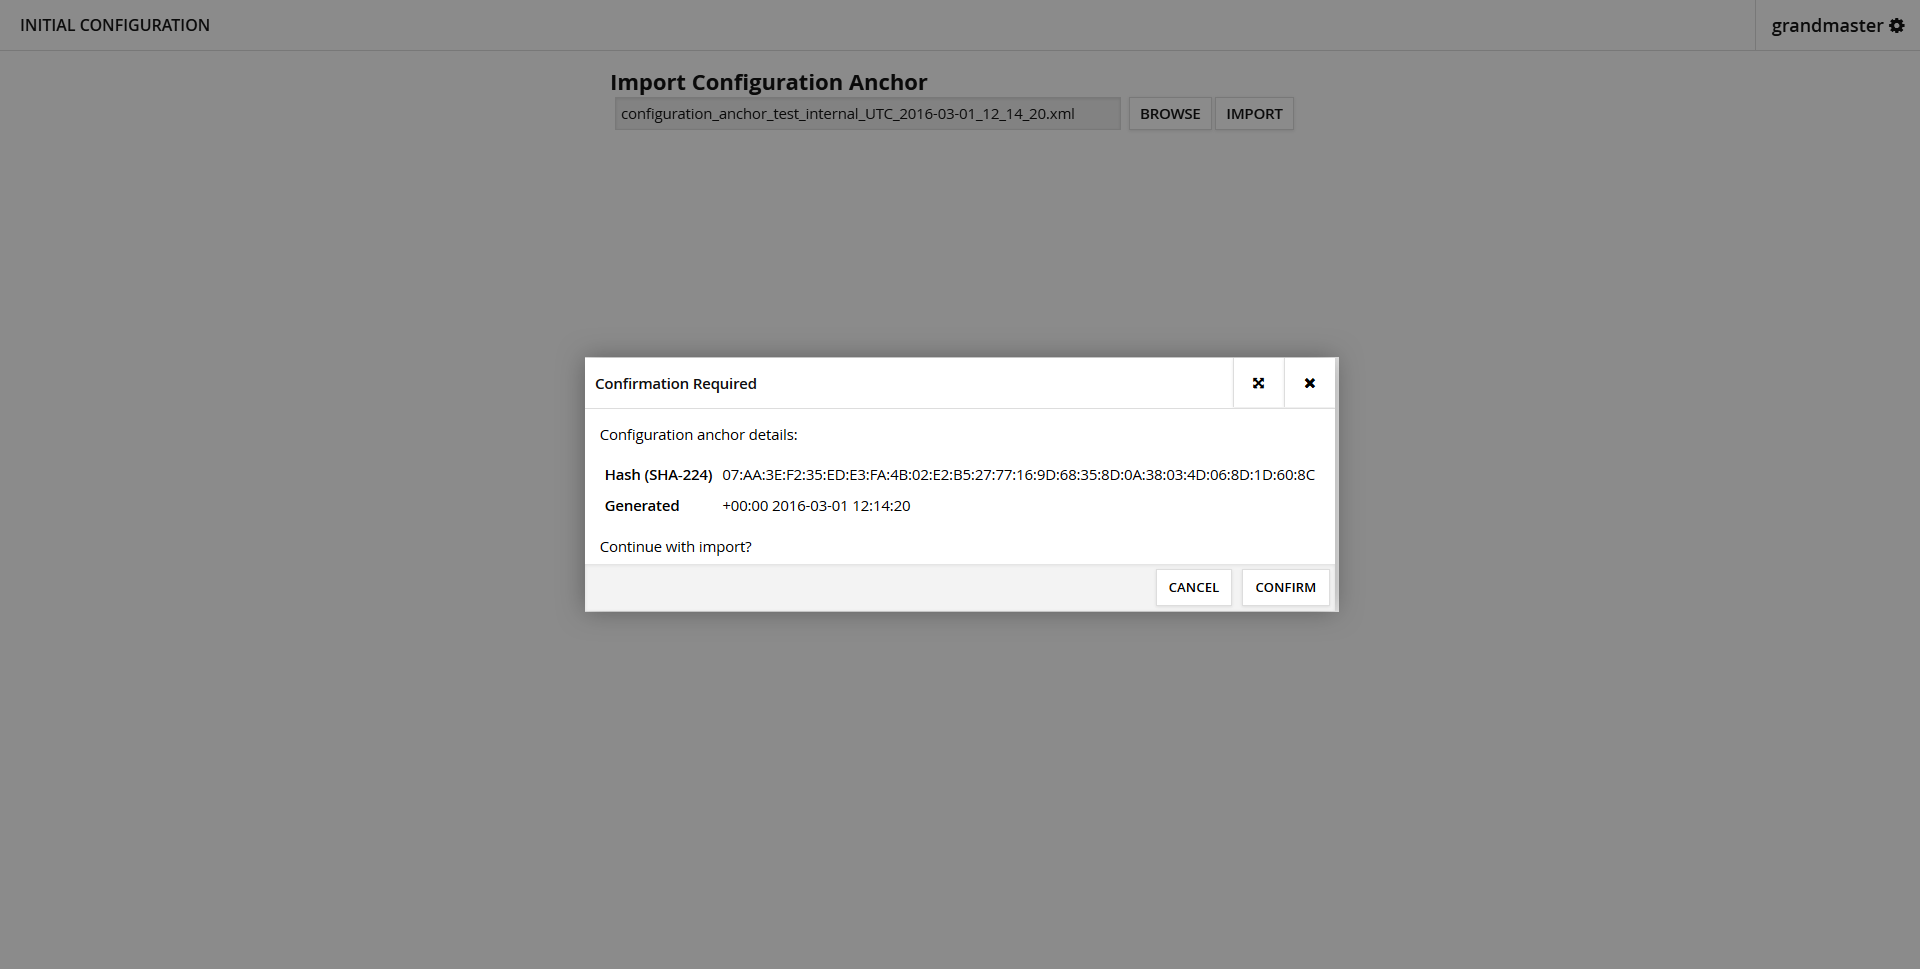 INITIAL CONFIGURATION
grandmaster
Import Configuration Anchor
configuration_anchor_test_internal_UTC_2016-03-01_12_14_20.xml
BROWSE
IMPORT
Confirmation Required
Configuration anchor details:
Hash (SHA-224) 07:AA:3E:F2:35:ED:E3:FA:4B:02:E2:B5:27:77:16:9D:68:35:8D:0A:38:03:4D:06:8D:1D:60:8C
Generated +00:00 2016-03-01 12:14:20
Continue with import?
CANCEL
CONFIRM